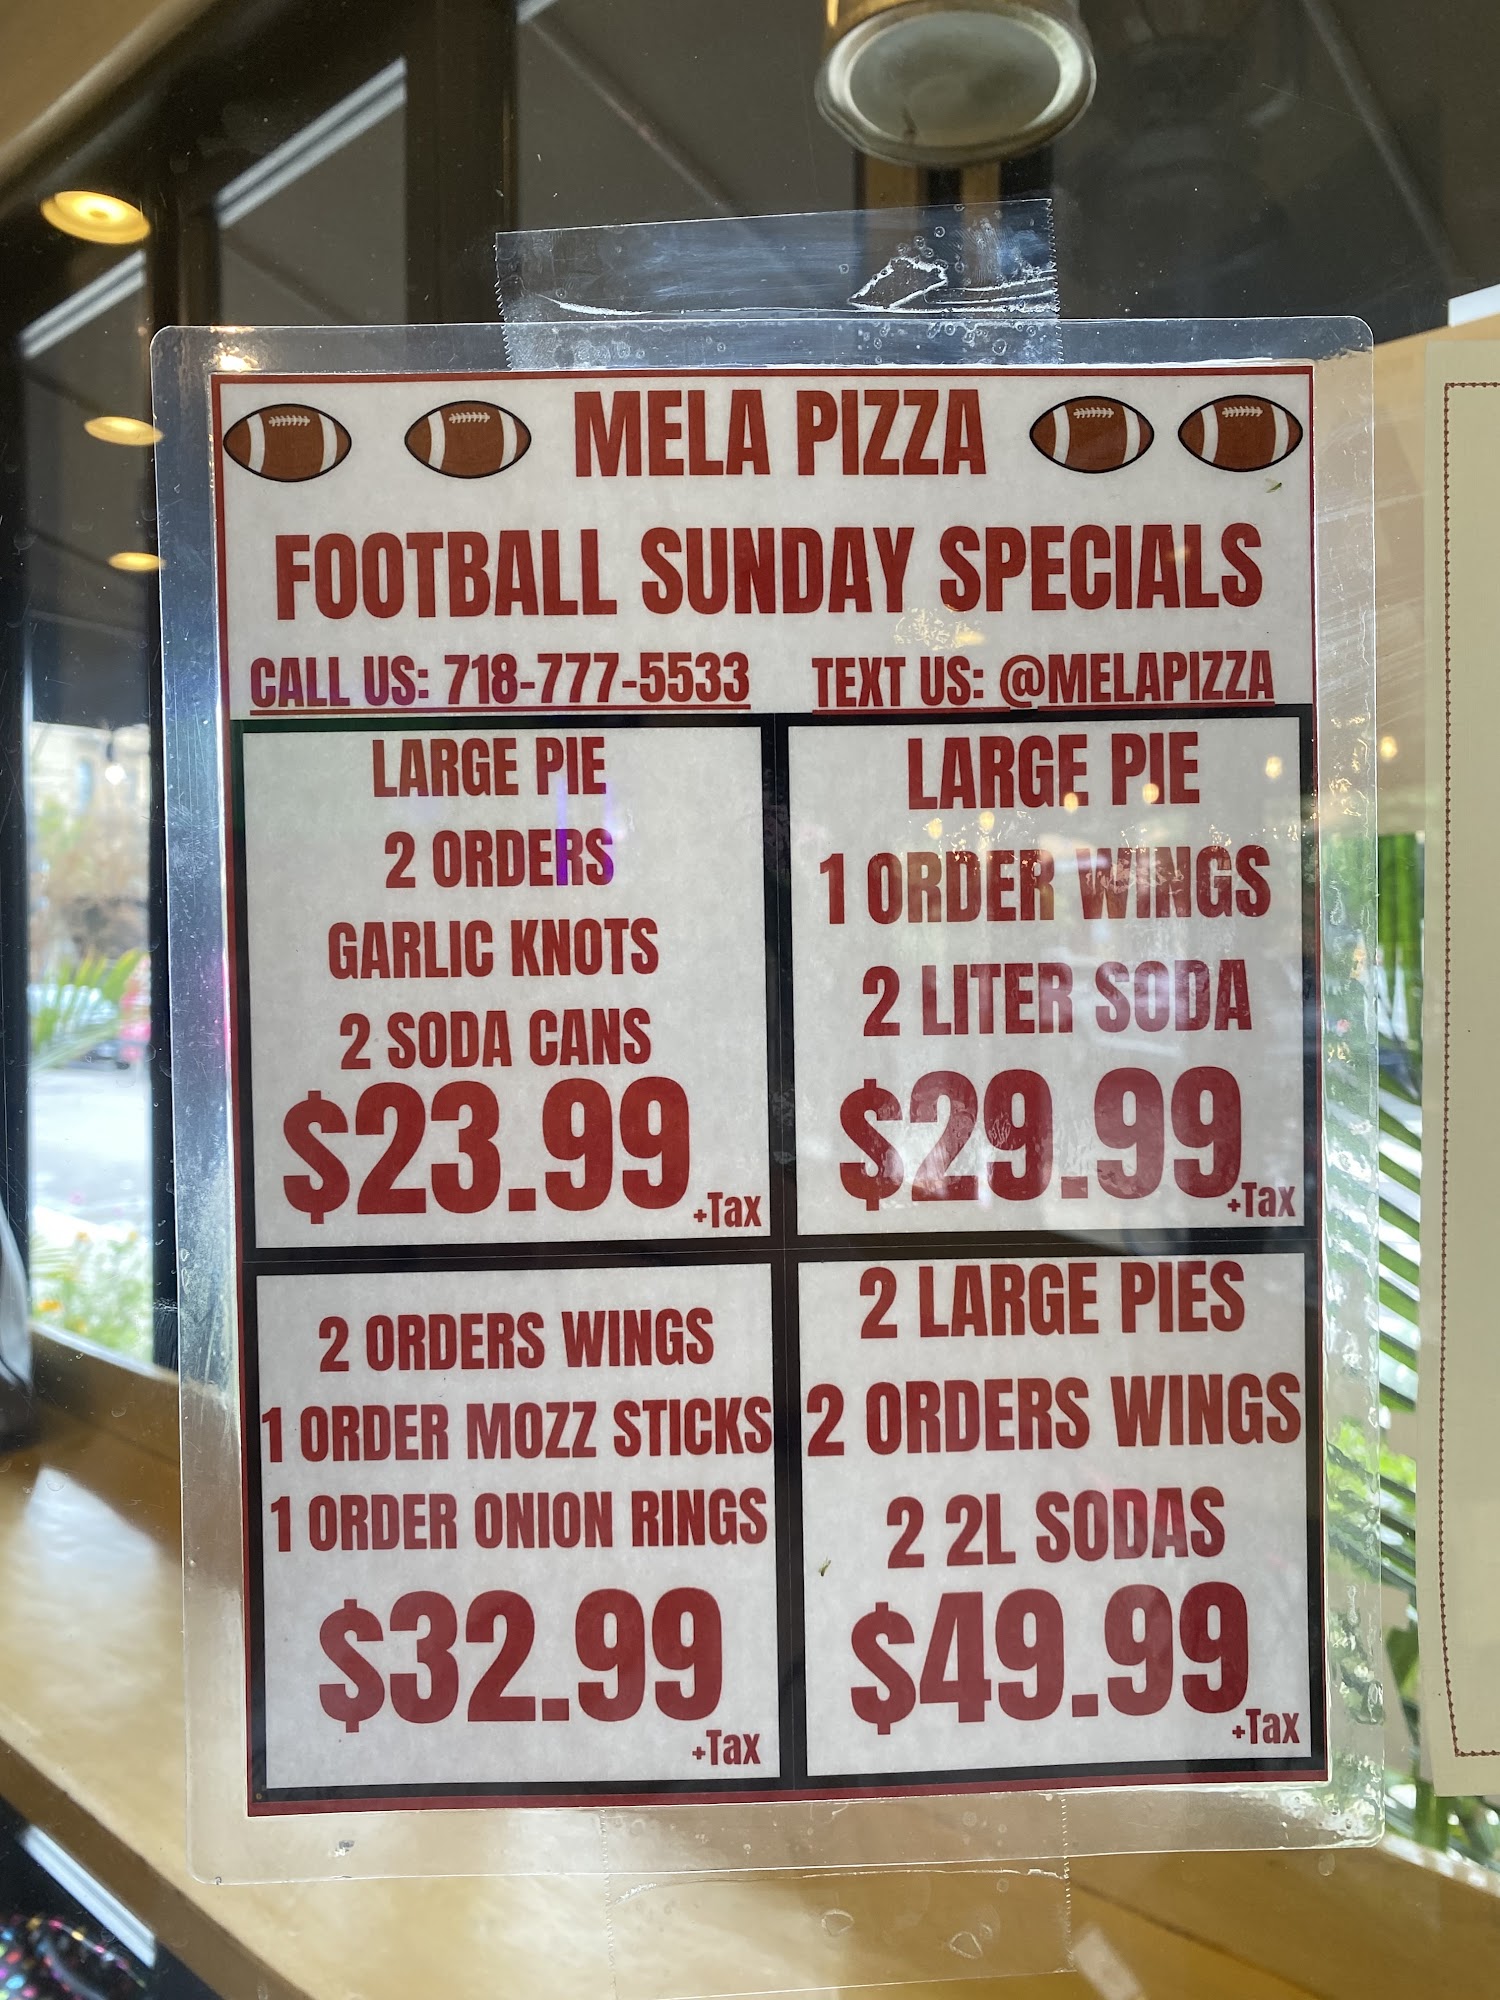 MELA PIZZA
FOOTBALL SUNDAY SPECIALS
CALL US: 718-777-5533 TEXT US: @MELAPIZZA
LARGE PIE
2 ORDERS
GARLIC KNOTS
2 SODA CANS
$23.99
+Tax
LARGE PIE
1 ORDER WINGS
2 LITER SODA
$29.99
+Tax
2 ORDERS WINGS
1 ORDER MOZZ STICKS
1 ORDER ONION RINGS
$32.99
+Tax
2 LARGE PIES
2 ORDERS WINGS
2 2L SODAS
$49.99
+Tax